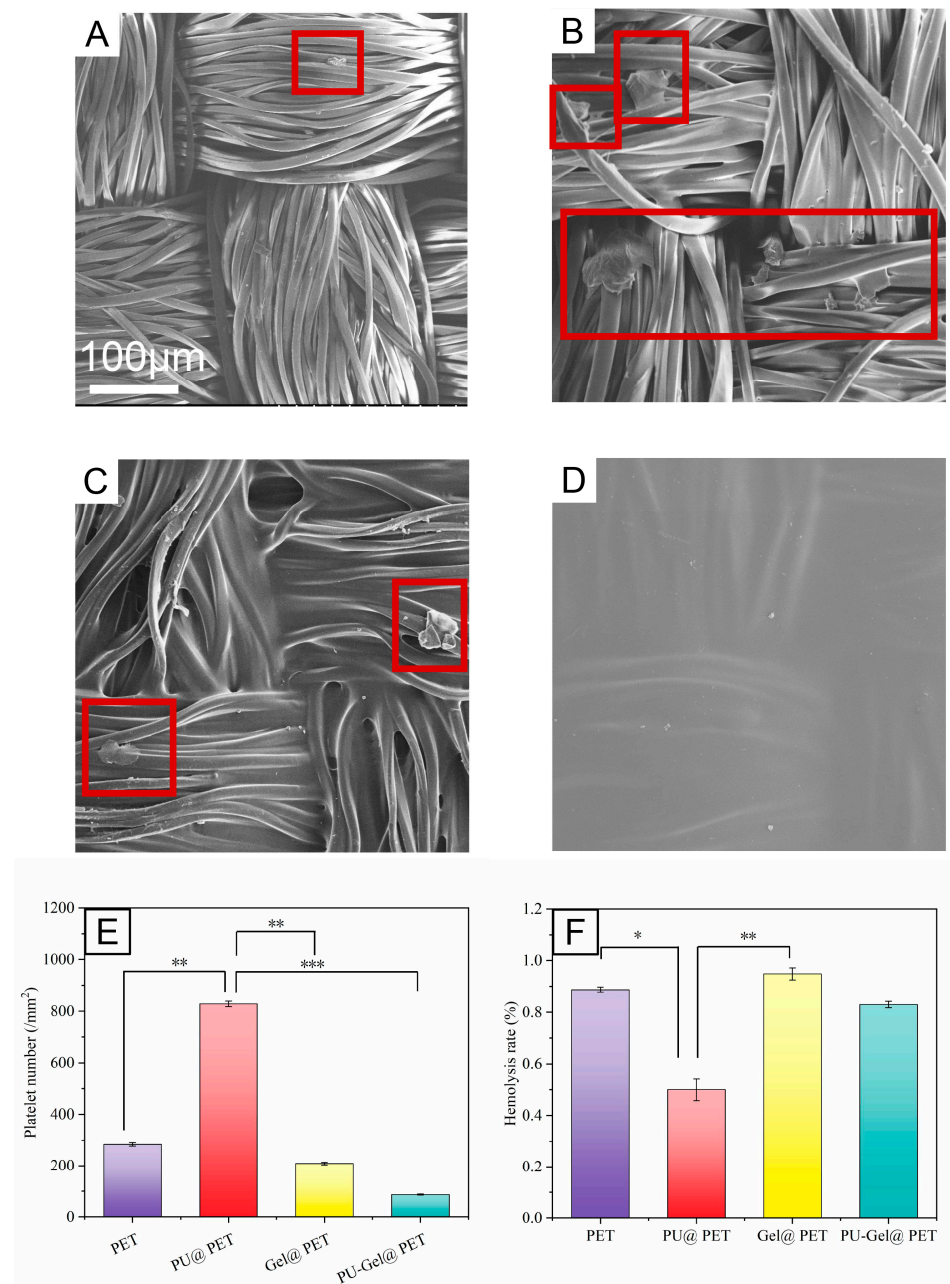 A
100μm
B
C
D
E
Platelet number (/mm²)
1200
1000
800
600
400
200
0
**
**
***
PET
PU@ PET
Gel@ PET
PU-Gel@ PET
F
Hemolysis rate (%)
1.2
1.0
0.8
0.6
0.4
0.2
0.0
*
**
PET
PU@ PET
Gel@ PET
PU-Gel@ PET